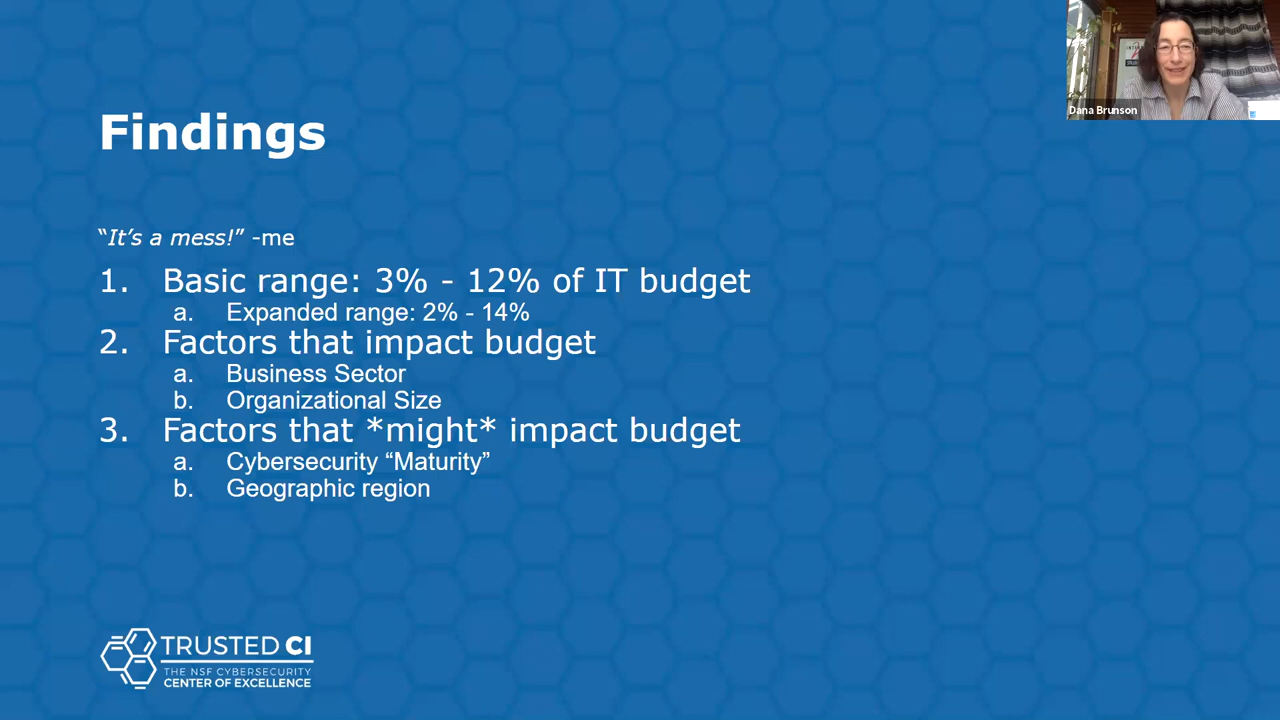 Dana Brunson
Findings
“It’s a mess!” -me
1. Basic range: 3% - 12% of IT budget
a. Expanded range: 2% - 14%
2. Factors that impact budget
a. Business Sector
b. Organizational Size
3. Factors that *might* impact budget
a. Cybersecurity “Maturity”
b. Geographic region
TRUSTED CI
THE NSF CYBERSECURITY
CENTER OF EXCELLENCE